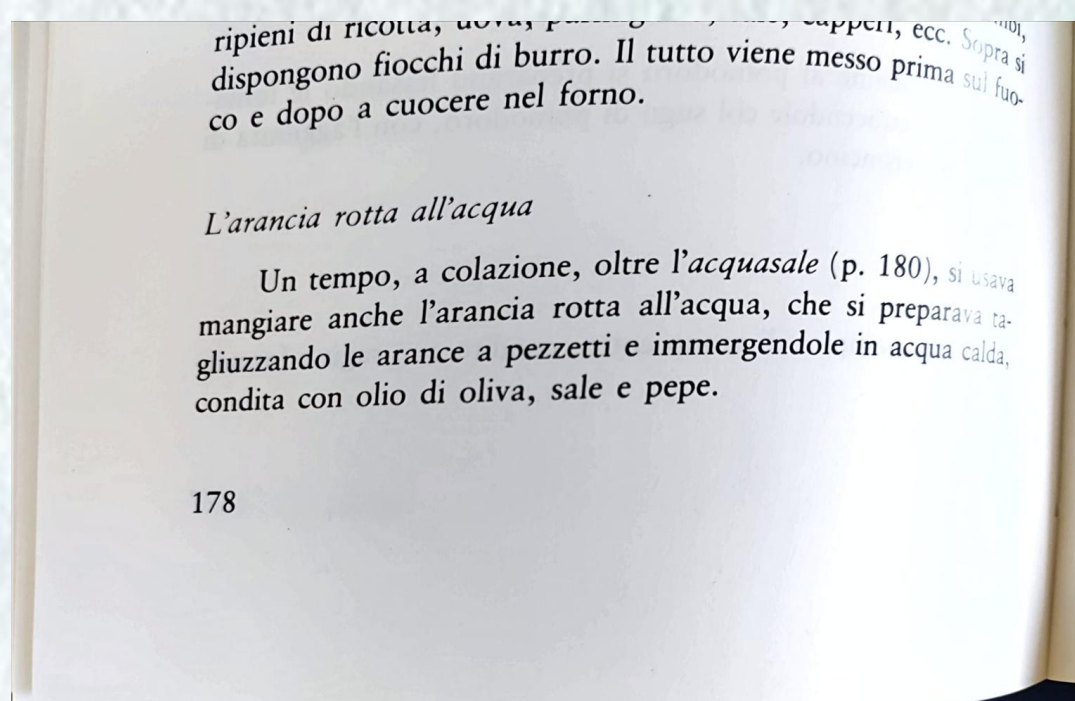 ripieni di ricotta, uova, capperi, ecc. Sopra si
dispongono fiocchi di burro. Il tutto viene messo prima sul fuo-
co e dopo a cuocere nel forno.
L'arancia rotta all'acqua
Un tempo, a colazione, oltre l'acquasale (p. 180), si usava
mangiare anche l'arancia rotta all'acqua, che si preparava ta-
gliuzzando le arance a pezzetti e immergendole in acqua calda,
condita con olio di oliva, sale e pepe.
178